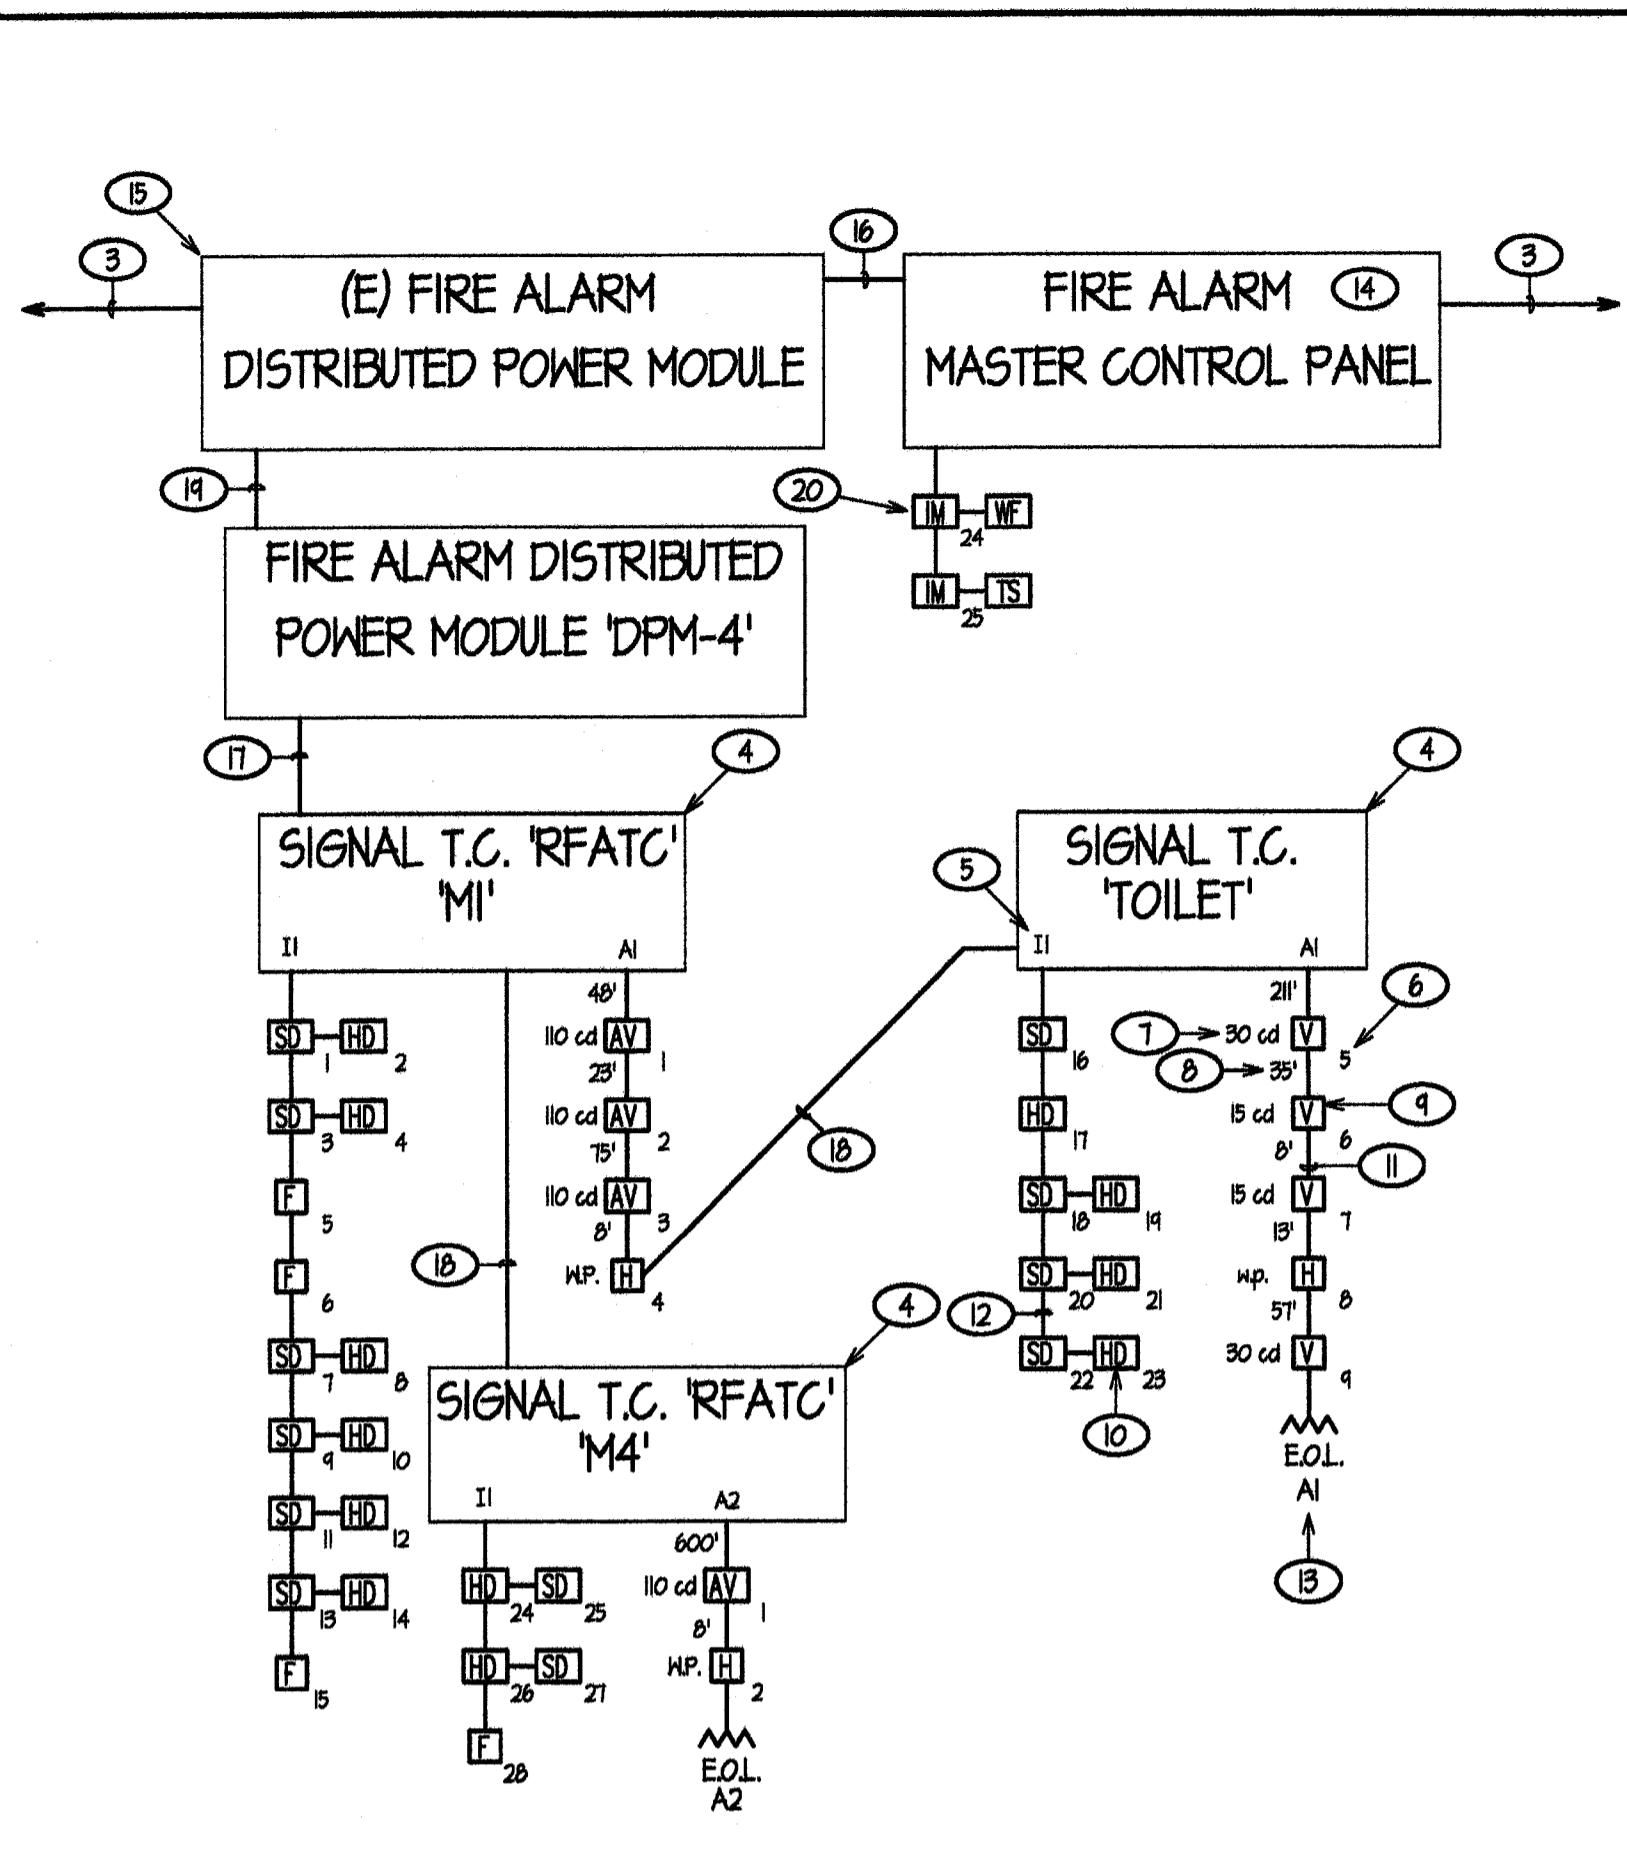 15
3
(E) FIRE ALARM
DISTRIBUTED POWER MODULE
16
FIRE ALARM 14
MASTER CONTROL PANEL
3
19
20
IM WF
24
IM TS
25
FIRE ALARM DISTRIBUTED
POWER MODULE 'DPM-4'
17
4
SIGNAL T.C. 'RFATC'
'M1'
I1 A1
SD HD
1 2
SD HD
3 4
F
5
F
6
SD HD
7 8
SD HD
9 10
SD HD
11 12
SD HD
13 14
F
15
48'
110 cd AV
23' 1
110 cd AV
75' 2
110 cd AV
8' 3
W.P. H
4
18
18
4
SIGNAL T.C. 'RFATC'
'M4'
I1 A2
HD SD
24 25
HD SD
26 27
F
28
600'
110 cd AV
8' 1
W.P. H
2
E.O.L.
A2
4
SIGNAL T.C.
'TOILET'
5
I1 A1
SD
16
HD
17
SD HD
18 19
SD HD
20 21
12
SD HD
22 23
10
211'
6
7 30 cd V
8 35' 5
15 cd V 9
8' 6
11
15 cd V
13' 7
w.p. H
57' 8
30 cd V
9
E.O.L.
A1
13